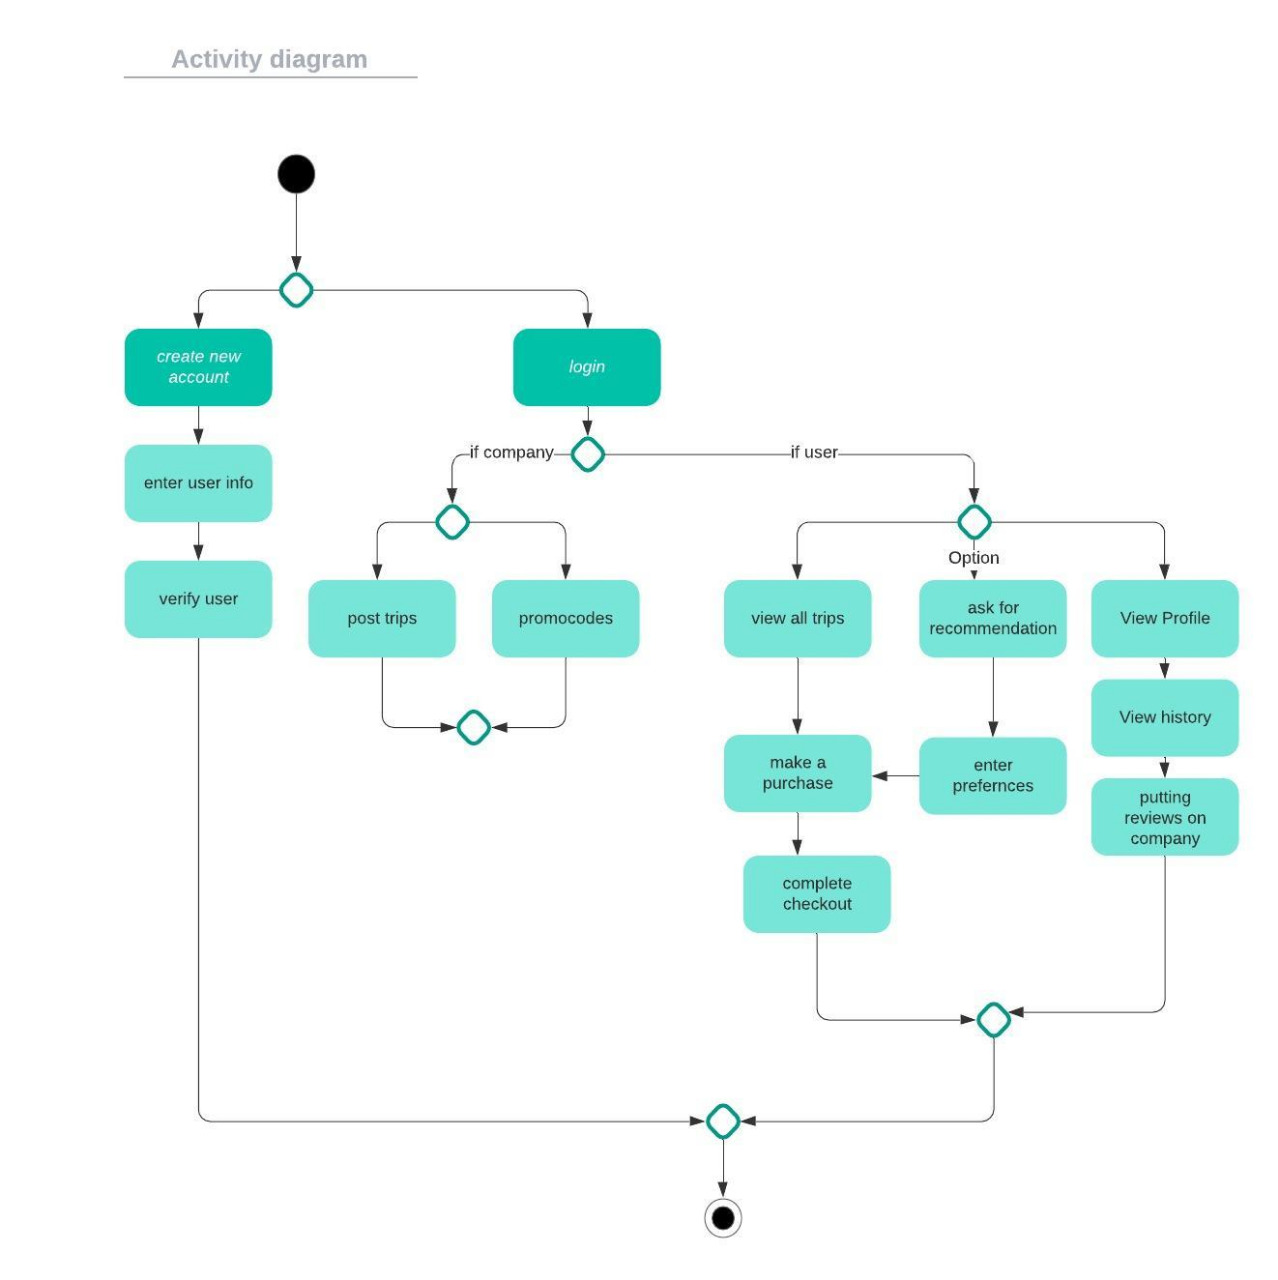 Activity diagram
create new
account
login
if company
if user
enter user info
Option
verify user
post trips
promocodes
view all trips
ask for
recommendation
View Profile
View history
make a
purchase
enter
prefernces
putting
reviews on
company
complete
checkout